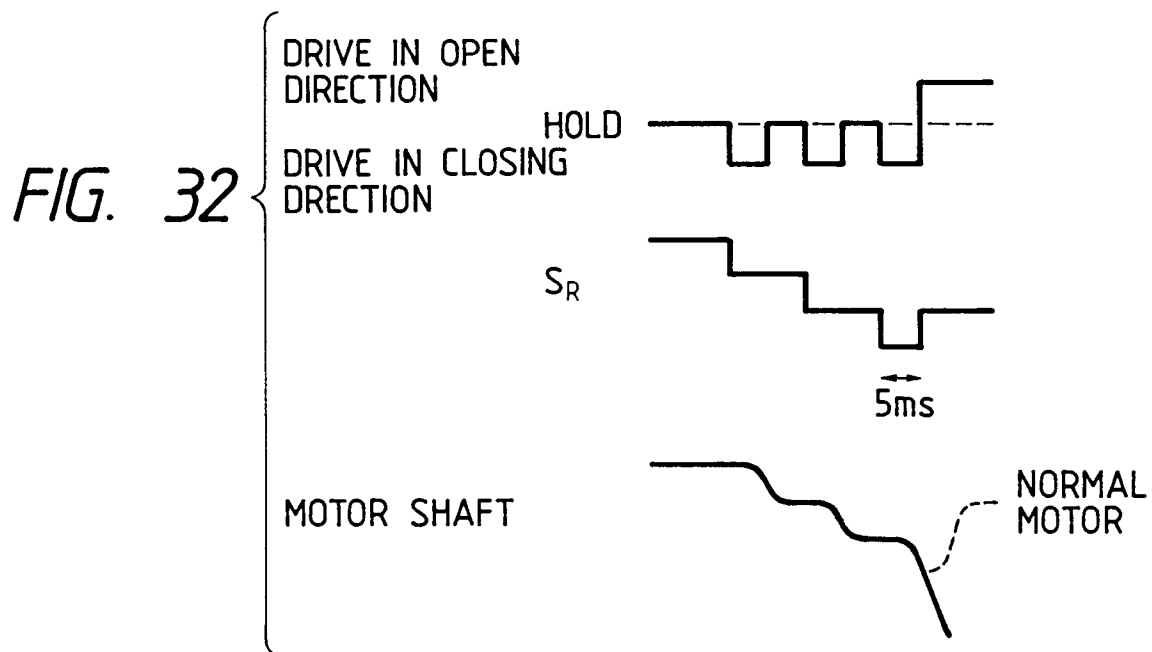 DRIVE IN OPEN
DIRECTION
HOLD
DRIVE IN CLOSING
DRECTION
FIG. 32
SR
5ms
MOTOR SHAFT
NORMAL
MOTOR